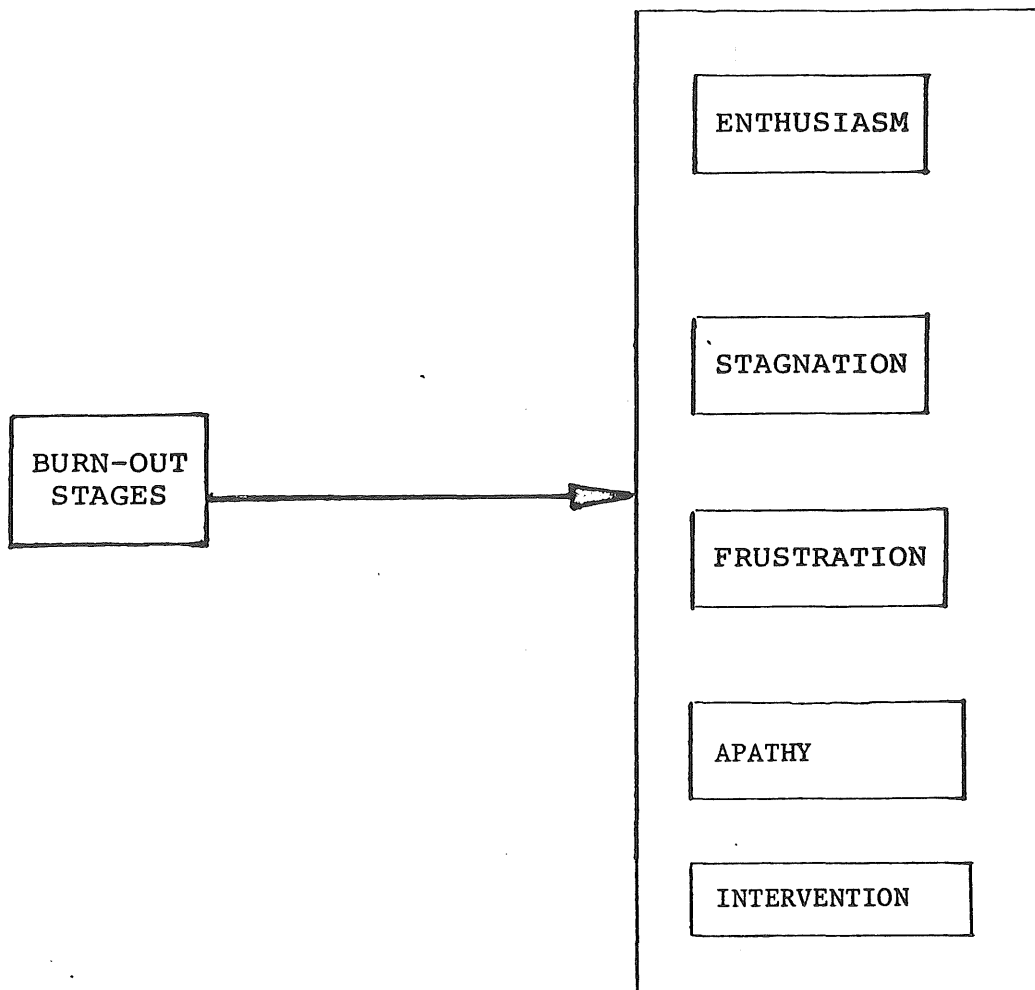 ENTHUSIASM
STAGNATION
BURN-OUT
STAGES
FRUSTRATION
APATHY
INTERVENTION